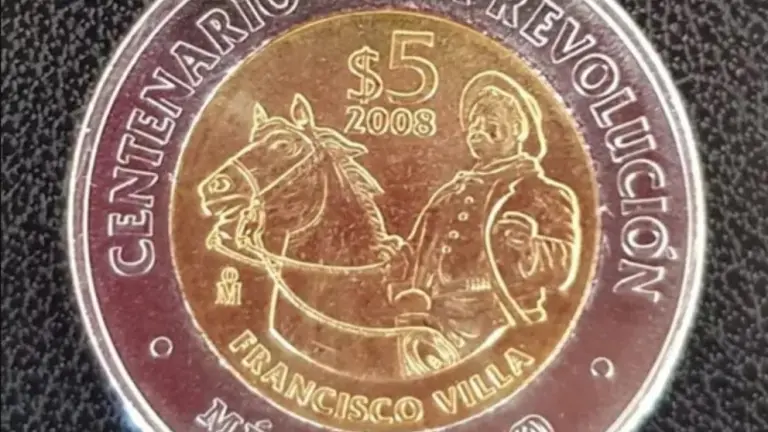 CENTENARIO
REVOLUCIÓN
$5
2008
M
FRANCISCO VILLA